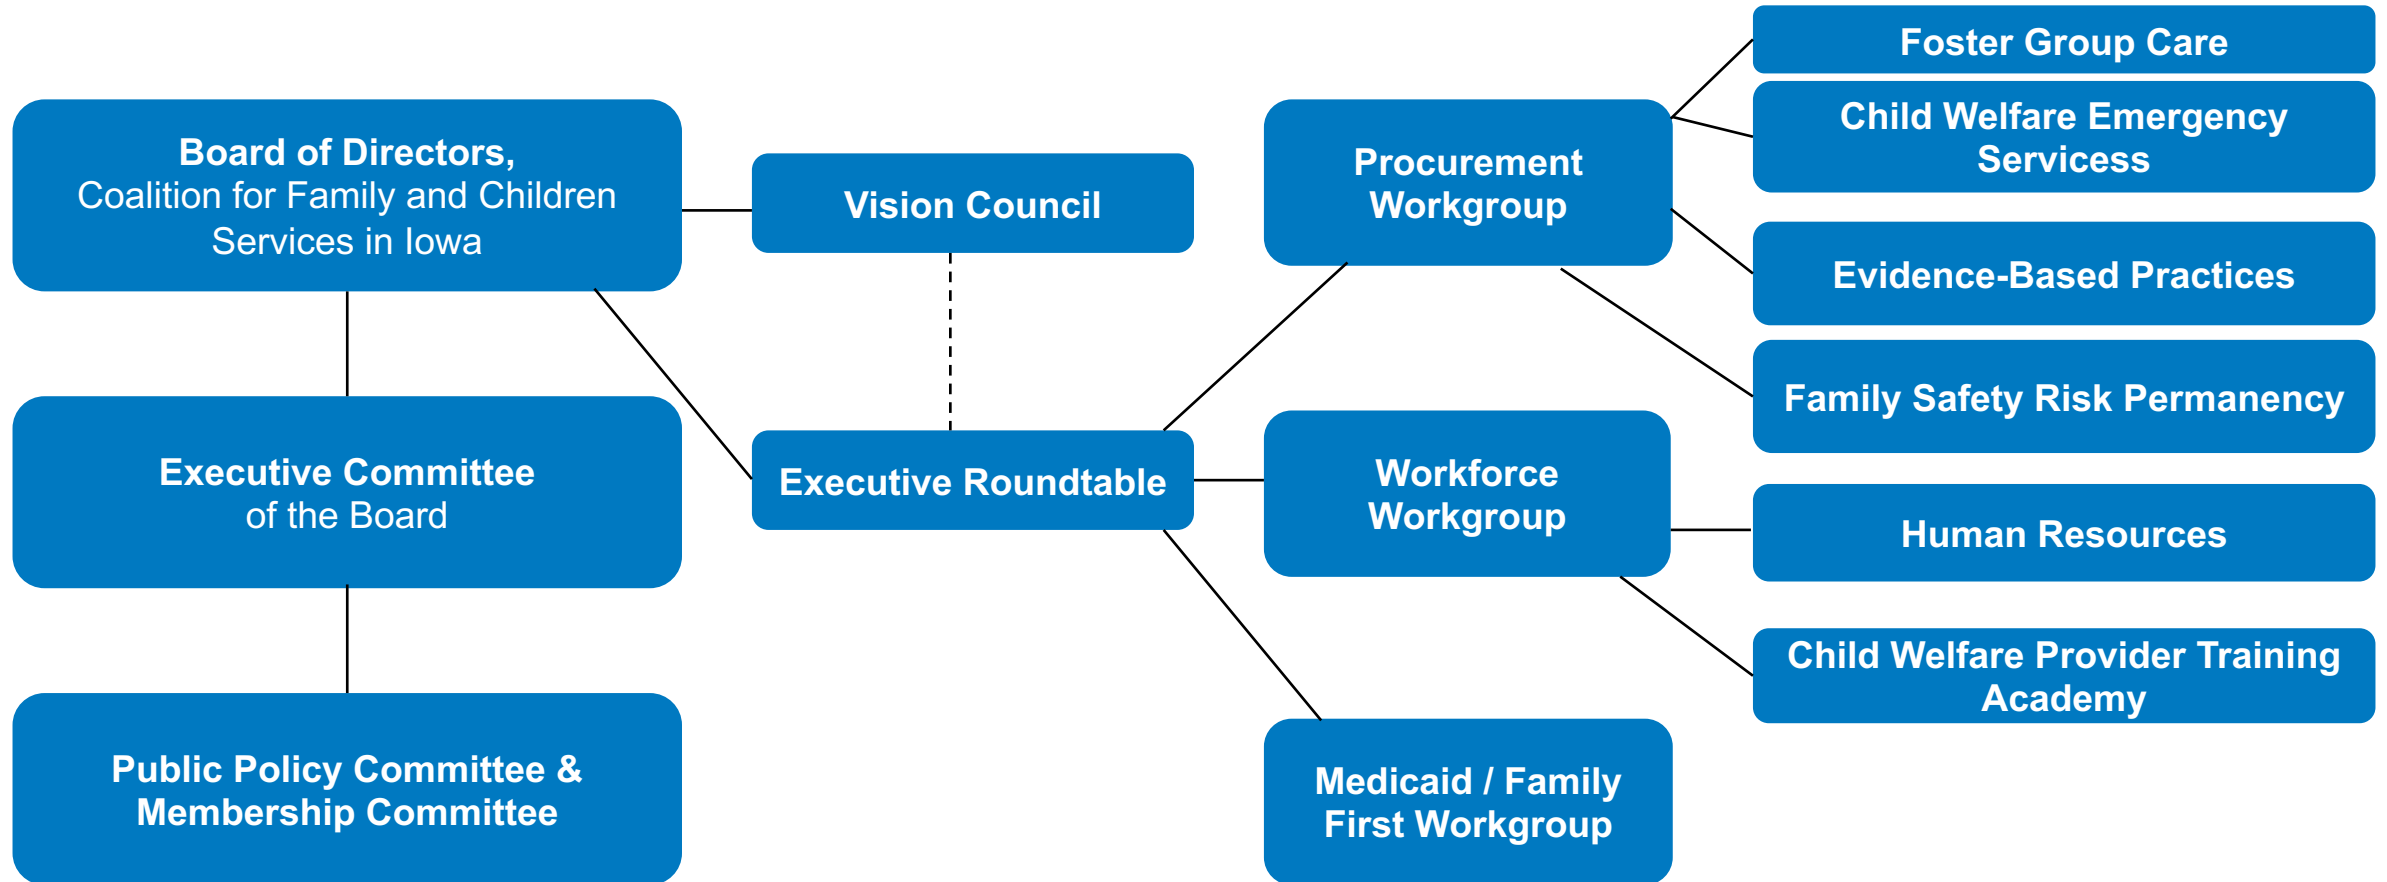 Board of Directors,
Coalition for Family and Children
Services in Iowa
Executive Committee
of the Board
Public Policy Committee &
Membership Committee
Vision Council
Executive Roundtable
Procurement
Workgroup
Workforce
Workgroup
Medicaid / Family
First Workgroup
Foster Group Care
Child Welfare Emergency
Servicess
Evidence-Based Practices
Family Safety Risk Permanency
Human Resources
Child Welfare Provider Training
Academy